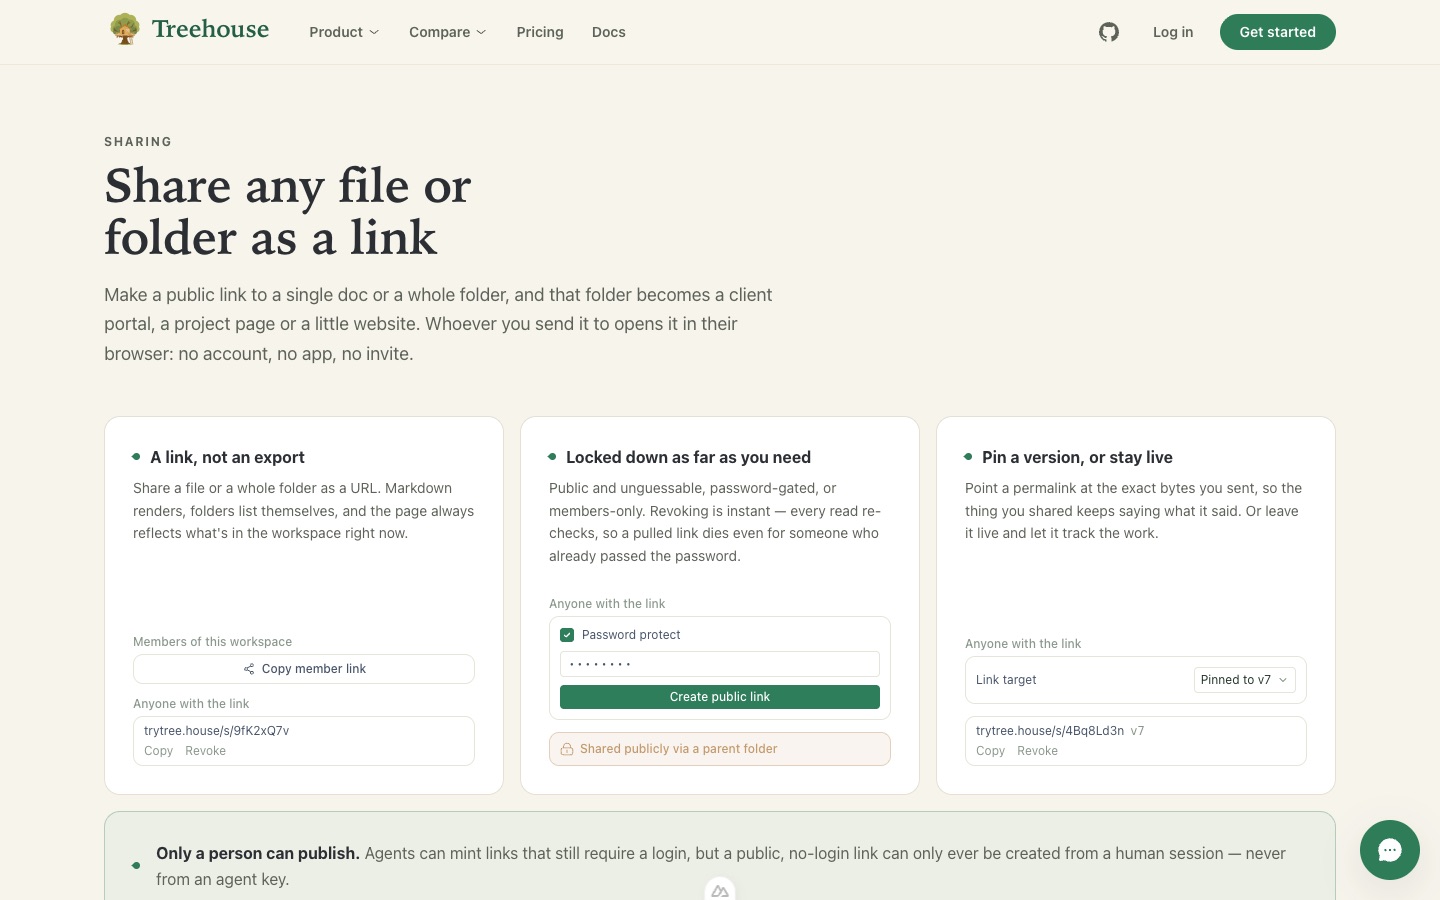 Treehouse
Product
Compare
Pricing
Docs
Log in
Get started
SHARING
Share any file or
folder as a link
Make a public link to a single doc or a whole folder, and that folder becomes a client
portal, a project page or a little website. Whoever you send it to opens it in their
browser: no account, no app, no invite.
A link, not an export
Share a file or a whole folder as a URL. Markdown
renders, folders list themselves, and the page always
reflects what's in the workspace right now.
Members of this workspace
Copy member link
Anyone with the link
trytree.house/s/9fK2xQ7v
Copy Revoke
Locked down as far as you need
Public and unguessable, password-gated, or
members-only. Revoking is instant — every read re-
checks, so a pulled link dies even for someone who
already passed the password.
Anyone with the link
Password protect
••••••••
Create public link
Shared publicly via a parent folder
Pin a version, or stay live
Point a permalink at the exact bytes you sent, so the
thing you shared keeps saying what it said. Or leave
it live and let it track the work.
Anyone with the link
Link target
Pinned to v7
trytree.house/s/4Bq8Ld3n v7
Copy Revoke
Only a person can publish. Agents can mint links that still require a login, but a public, no-login link can only ever be created from a human session — never
from an agent key.